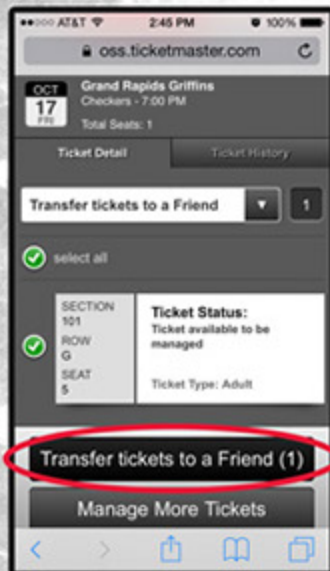 AT&T 2:45 PM 100%
oss.ticketmaster.com
OCT 17 FRI
Grand Rapids Griffins
Checkers - 7:00 PM
Total Seats: 1
Ticket Detail Ticket History
Transfer tickets to a Friend 1
select all
SECTION
101
ROW
G
SEAT
5
Ticket Status:
Ticket available to be
managed
Ticket Type: Adult
Transfer tickets to a Friend (1)
Manage More Tickets